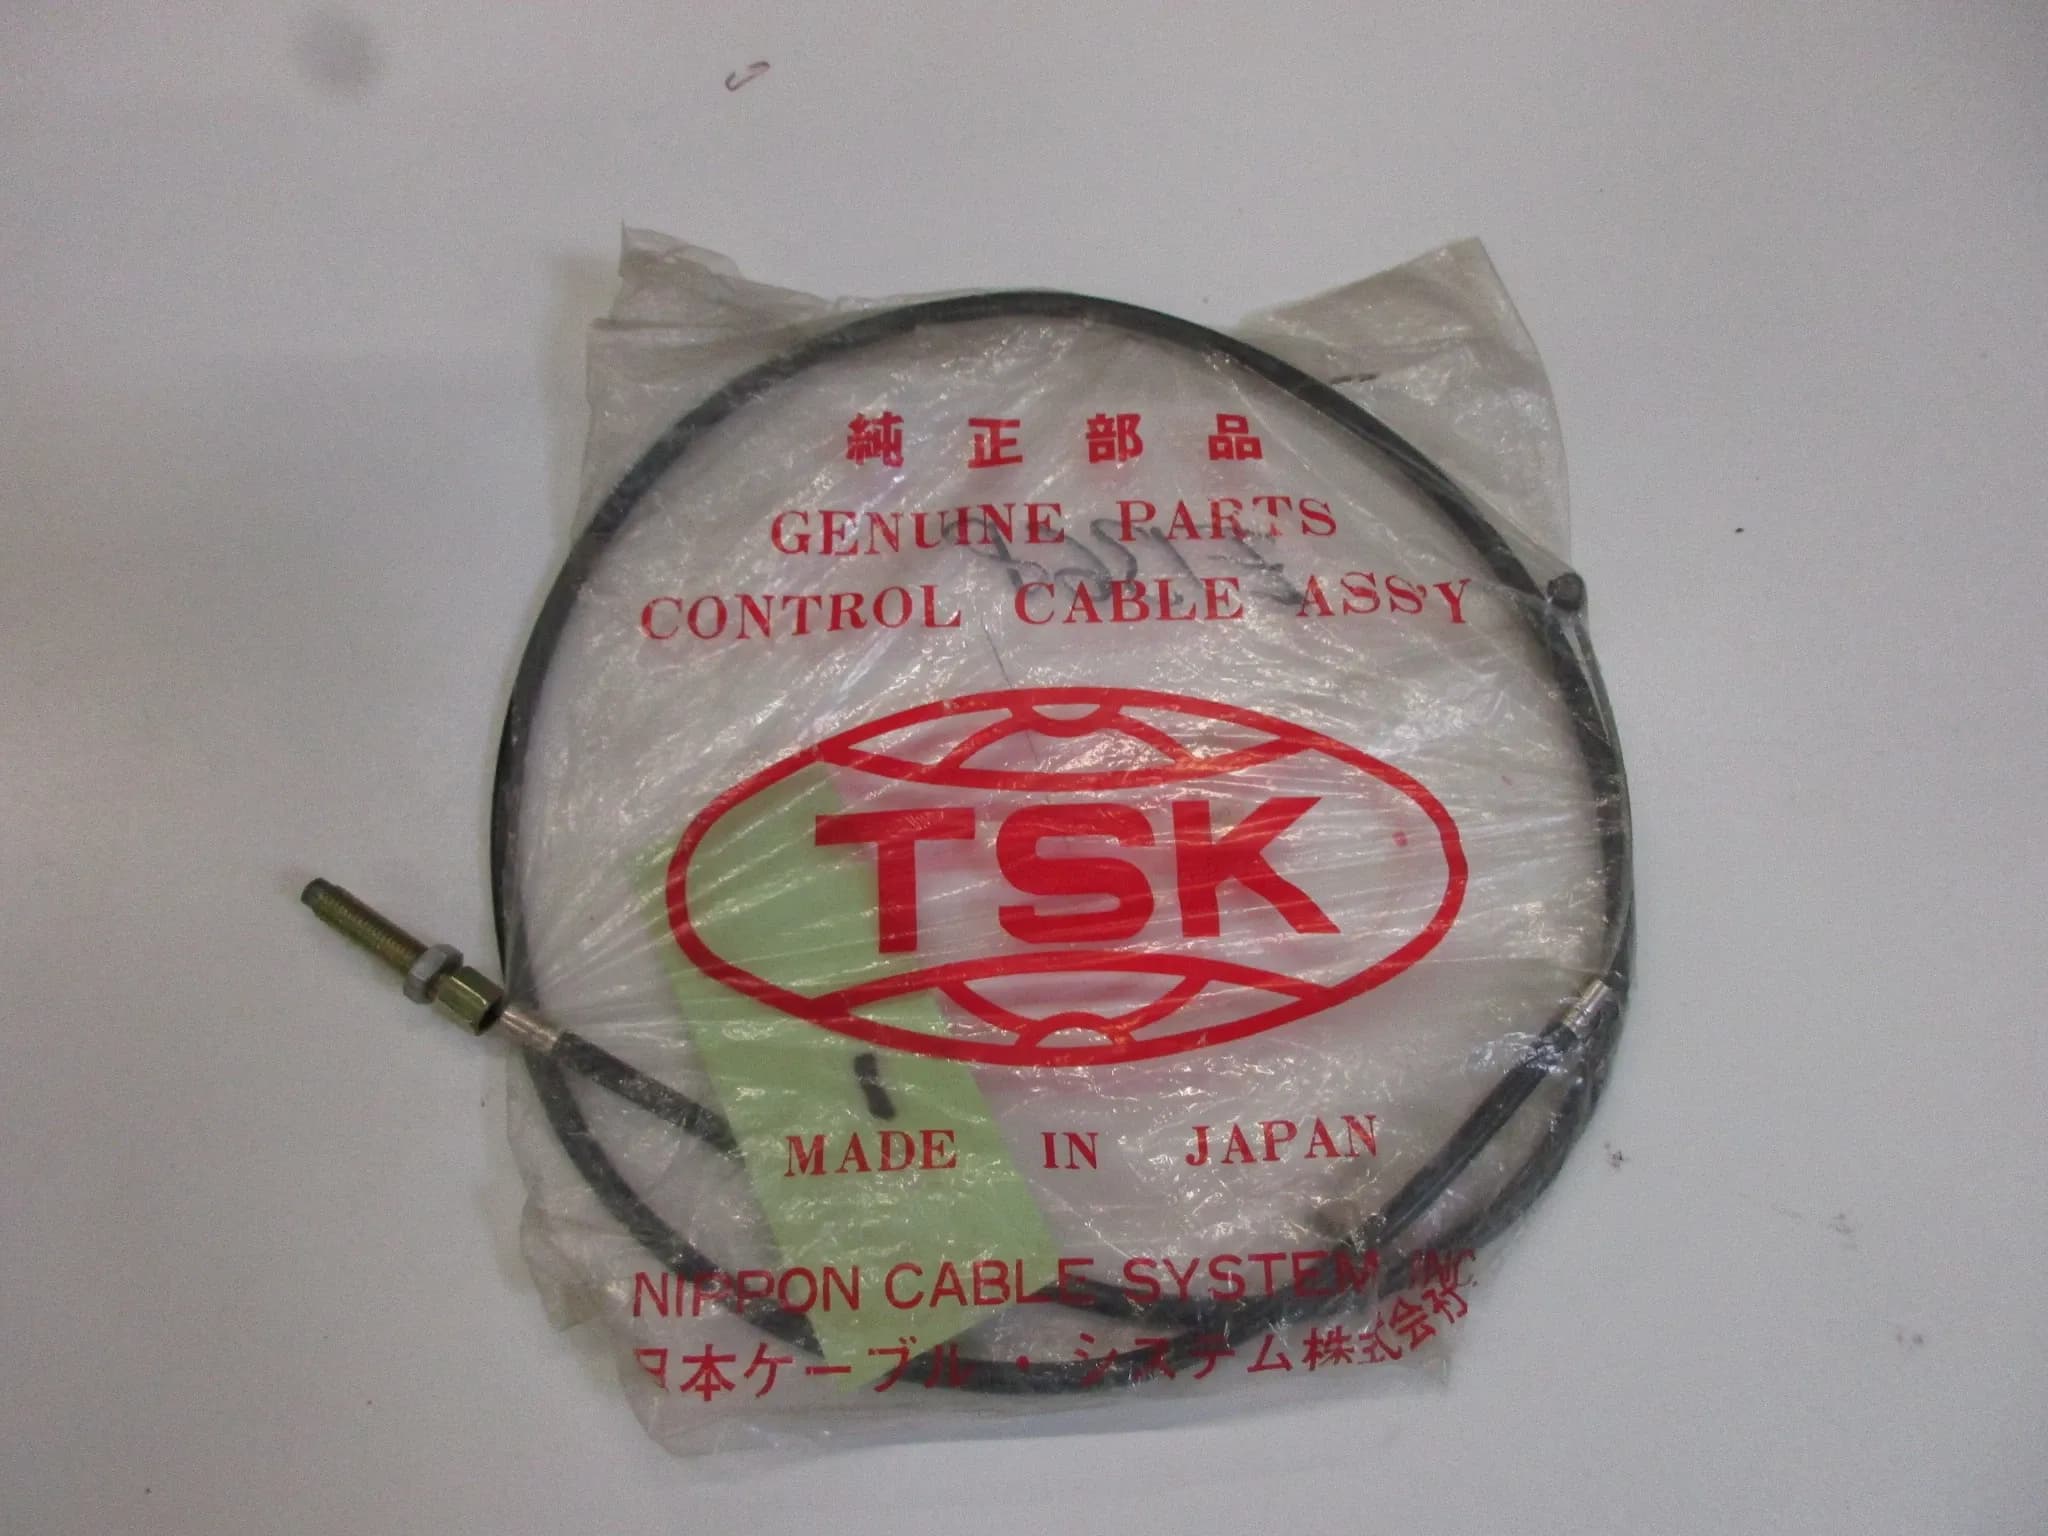 純正部品
GENUINE PARTS
CONTROL CABLE ASS'Y
TSK
MADE IN JAPAN
NIPPON CABLE SYSTEM INC.
日本ケーブル・システム株式会社